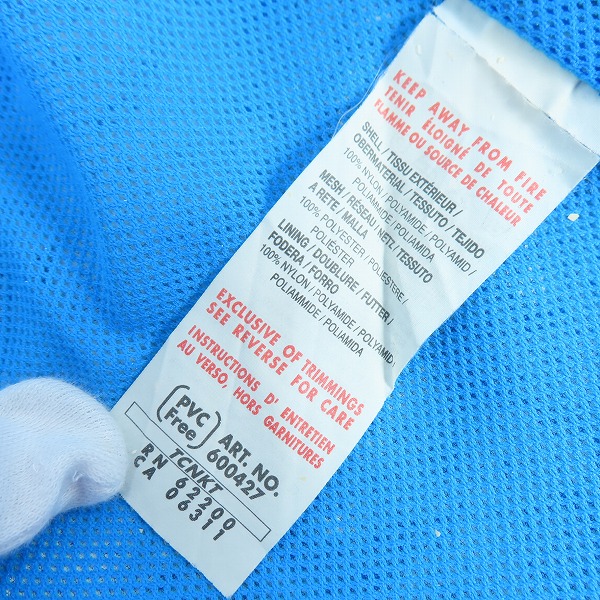 KEEP AWAY FROM FIRE
TENIR ÉLOIGNÉ DE TOUTE
FLAMME OU SOURCE DE CHALEUR
SHELL / TISSU EXTÉRIEUR /
OBERMATERIAL / TESSUTO / TEJIDO
100% NYLON / POLYAMIDE / POLYAMID /
POLIAMMIDE / POLIAMIDA
MESH / RÉSEAU / NETL / TESSUTO
A RETE / MALLA
100% POLYESTER / POLYESTERE /
POLIESTER
LINING / DOUBLURE / FUTTER /
FODERA / FORRO
100% NYLON / POLYAMIDE / POLYAMID /
POLIAMMIDE / POLIAMIDA
EXCLUSIVE OF TRIMMINGS
SEE REVERSE FOR CARE
INSTRUCTIONS D' ENTRETIEN
AU VERSO, HORS GARNITURES
(PVC Free) ART. NO.
600427
TCNKT
RN 62200
CA 06311